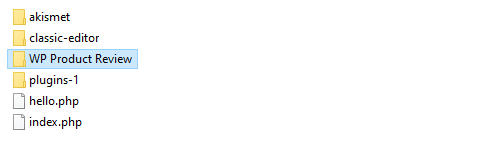 akismet
classic-editor
WP Product Review
plugins-1
hello.php
index.php